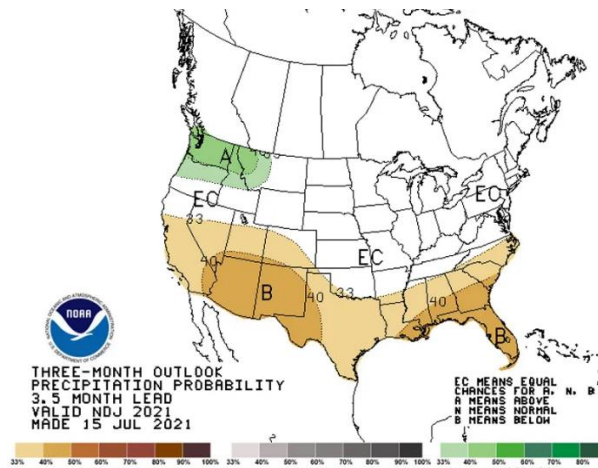 A
EC
EC
33
EC
40
B
40
33
40
B
NOAA
THREE-MONTH OUTLOOK
PRECIPITATION PROBABILITY
3.5 MONTH LEAD
VALID NDJ 2021
MADE 15 JUL 2021
EC MEANS EQUAL
CHANCES FOR A, N, B
A MEANS ABOVE
N MEANS NORMAL
B MEANS BELOW
33% 40% 50% 60% 70% 80% 90% 100%
33% 40% 50% 60% 70% 80% 90% 100%
33% 40% 50% 60% 70% 80%